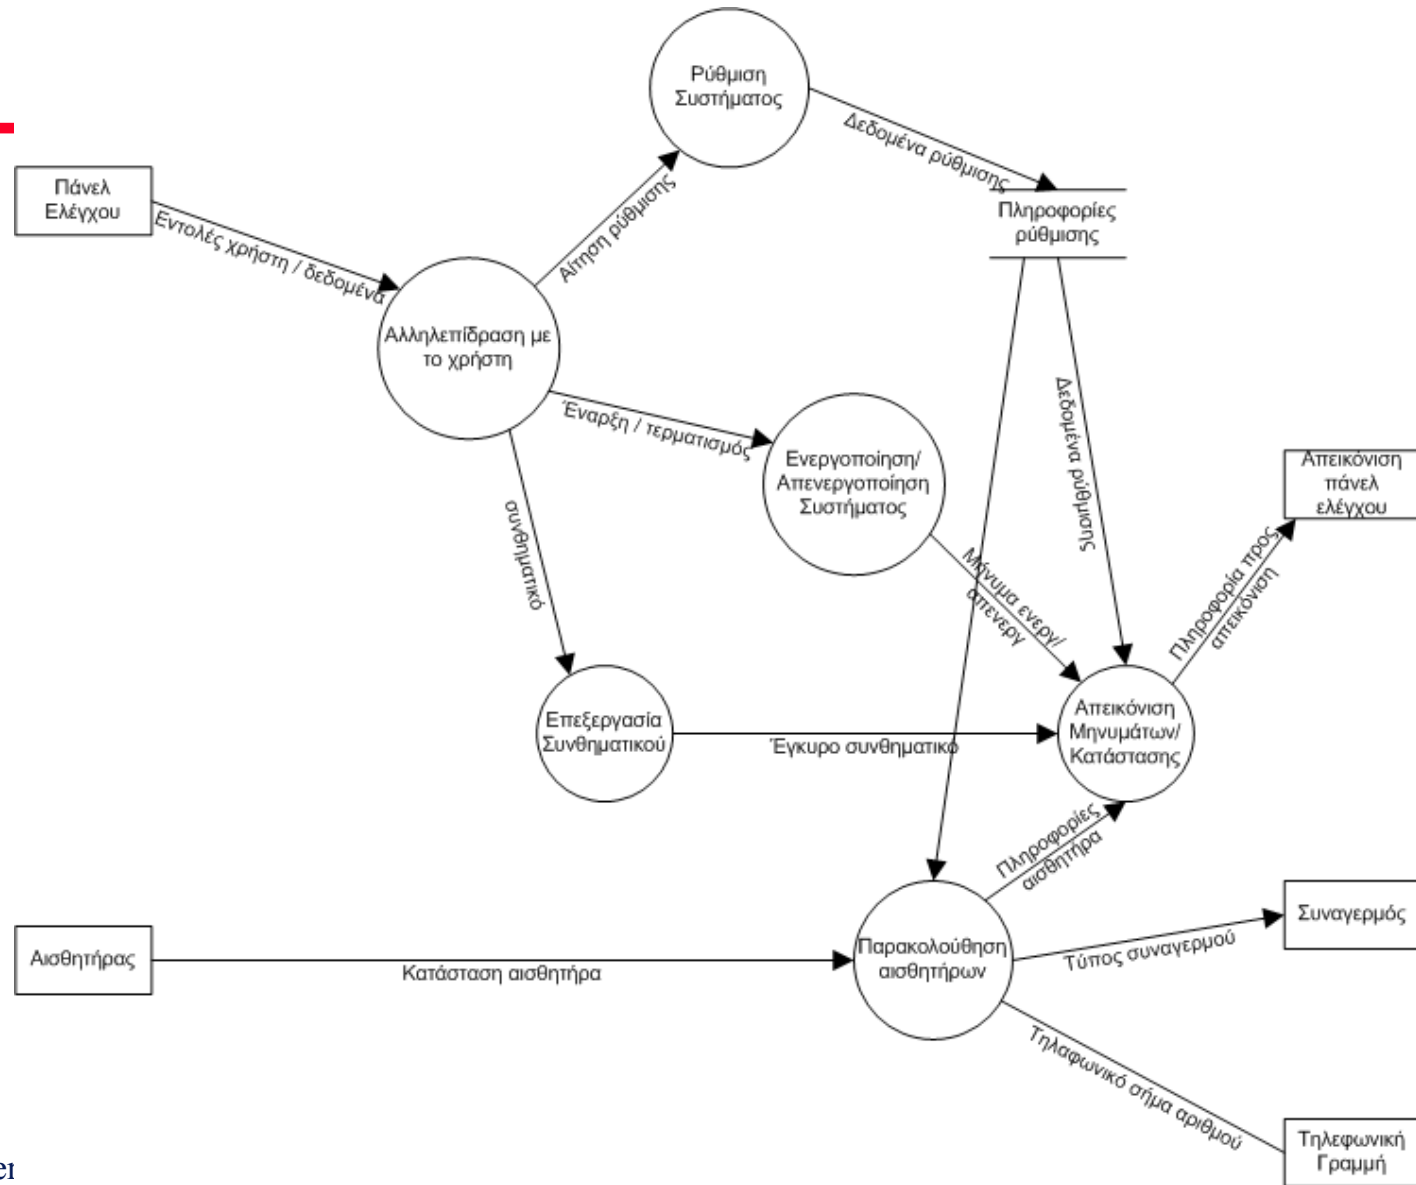 Ρύθμιση
Συστήματος
Δεδομένα ρύθμισης
Πάνελ
Ελέγχου
Εντολές χρήστη / δεδομένα
Αίτηση ρύθμισης
Πληροφορίες
ρύθμισης
Αλληλεπίδραση με
το χρήστη
Έναρξη / τερματισμός
Δεδομένα ρύθμισης
Ενεργοποίηση/
Απενεργοποίηση
Συστήματος
Απεικόνιση
πάνελ
ελέγχου
συνθηματικό
Μήνυμα ενεργ/
απενεργ
Πληροφορία προς
απεικόνιση
Επεξεργασία
Συνθηματικού
Έγκυρο συνθηματικό
Απεικόνιση
Μηνυμάτων/
Κατάστασης
Πληροφορίες
αισθητήρα
Αισθητήρας
Κατάσταση αισθητήρα
Παρακολούθηση
αισθητήρων
Τύπος συναγερμού
Συναγερμός
Τηλαφωνικό σήμα αριθμού
Τηλεφωνική
Γραμμή